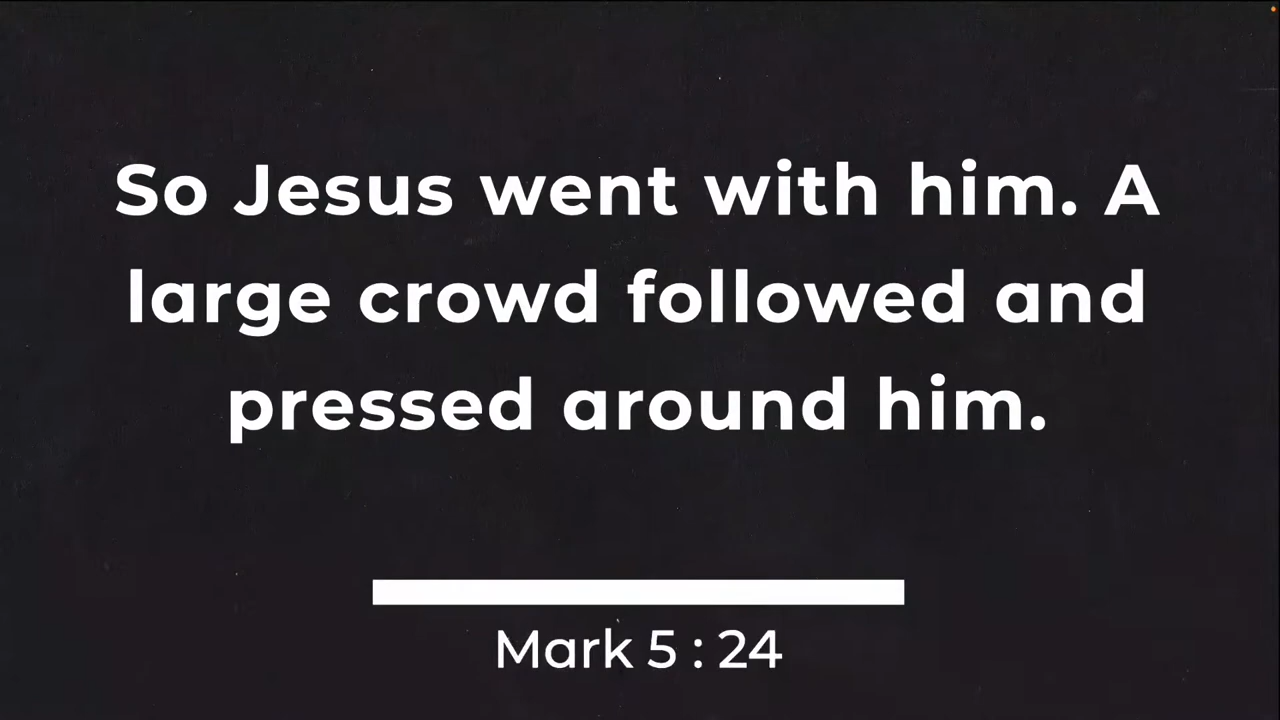 So Jesus went with him. A
large crowd followed and
pressed around him.
Mark 5 : 24